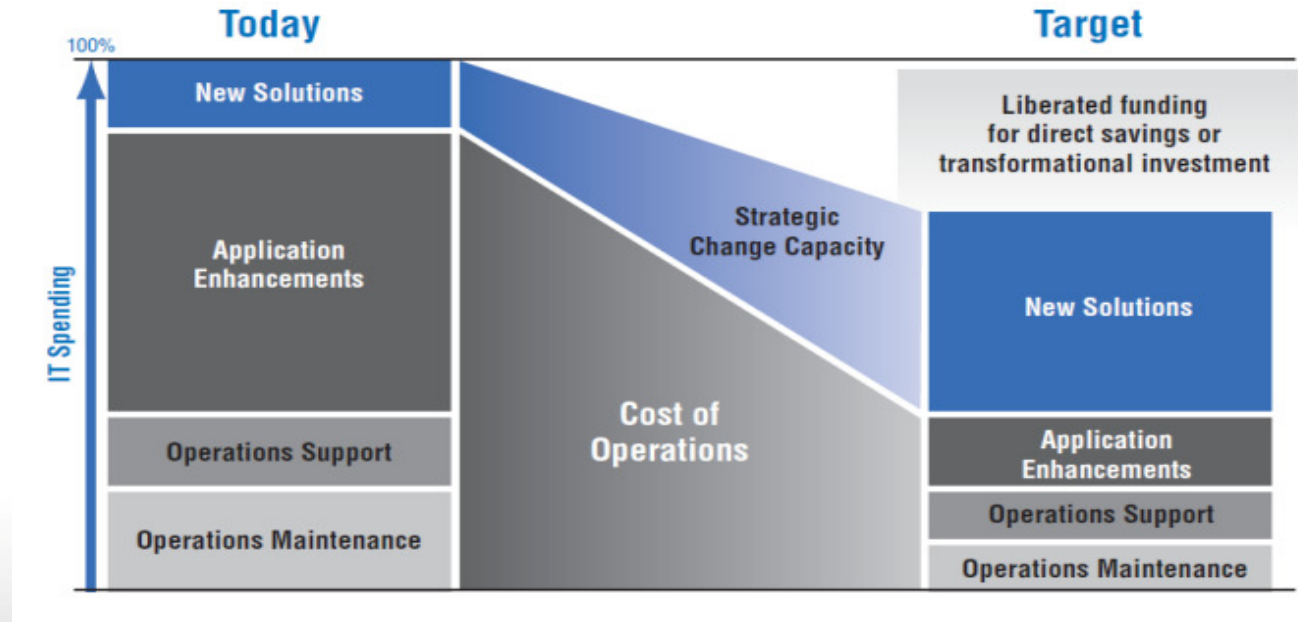 Today
Target
100%
IT Spending
New Solutions
Application
Enhancements
Operations Support
Operations Maintenance
Strategic
Change Capacity
Cost of
Operations
Liberated funding
for direct savings or
transformational investment
New Solutions
Application
Enhancements
Operations Support
Operations Maintenance